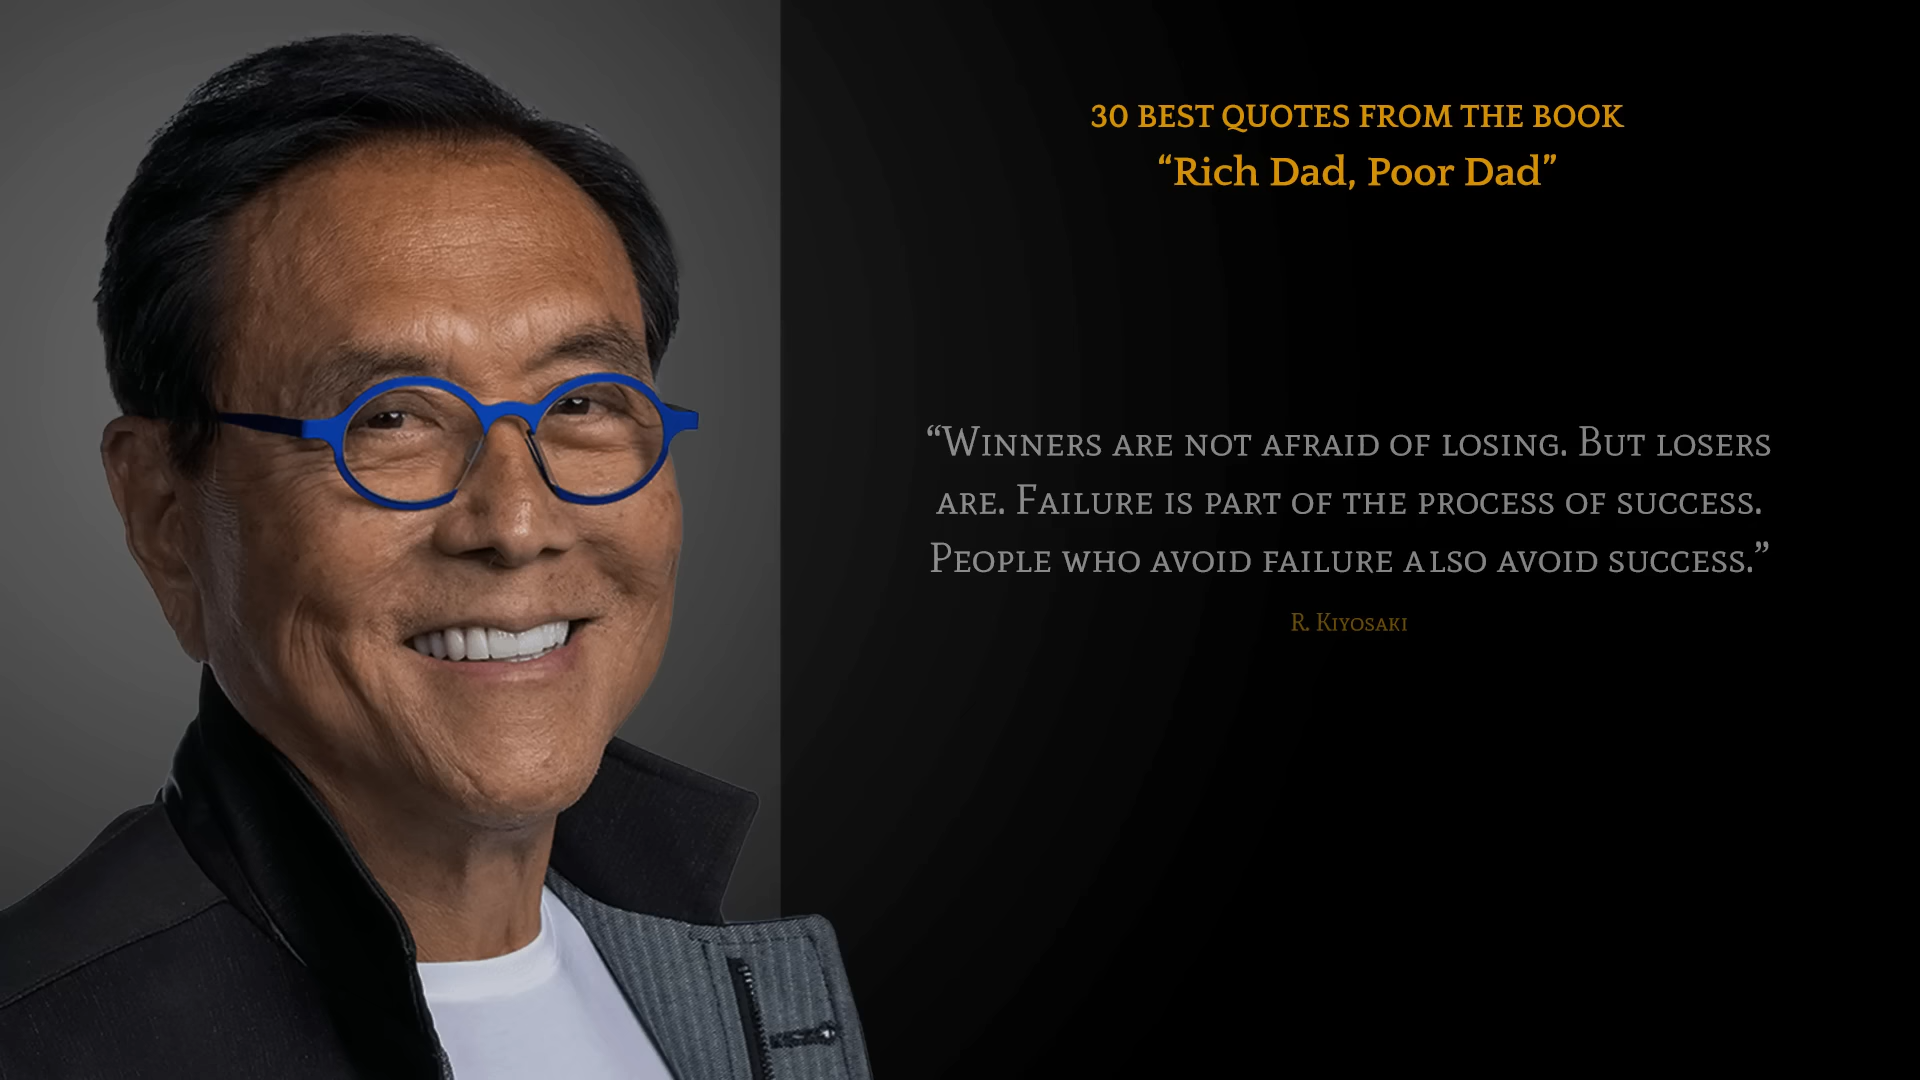 30 BEST QUOTES FROM THE BOOK
“Rich Dad, Poor Dad”
“Winners are not afraid of losing. But losers
are. Failure is part of the process of success.
People who avoid failure also avoid success.”
R. Kiyosaki